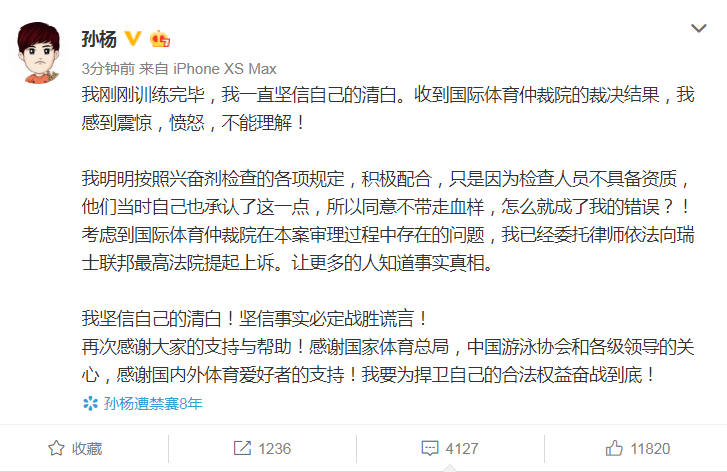 孙杨
3分钟前 来自 iPhone XS Max
我刚刚训练完毕，我一直坚信自己的清白。收到国际体育仲裁院的裁决结果，我
感到震惊，愤怒，不能理解！
我明明按照兴奋剂检查的各项规定，积极配合，只是因为检查人员不具备资质，
他们当时自己也承认了这一点，所以同意不带走血样，怎么就成了我的错误？！
考虑到国际体育仲裁院在本案审理过程中存在的问题，我已经委托律师依法向瑞
士联邦最高法院提起上诉。让更多的人知道事实真相。
我坚信自己的清白！坚信事实必定战胜谎言！
再次感谢大家的支持与帮助！感谢国家体育总局，中国游泳协会和各级领导的关
心，感谢国内外体育爱好者的支持！我要为捍卫自己的合法权益奋战到底！
孙杨遭禁赛8年
收藏 1236 4127 11820